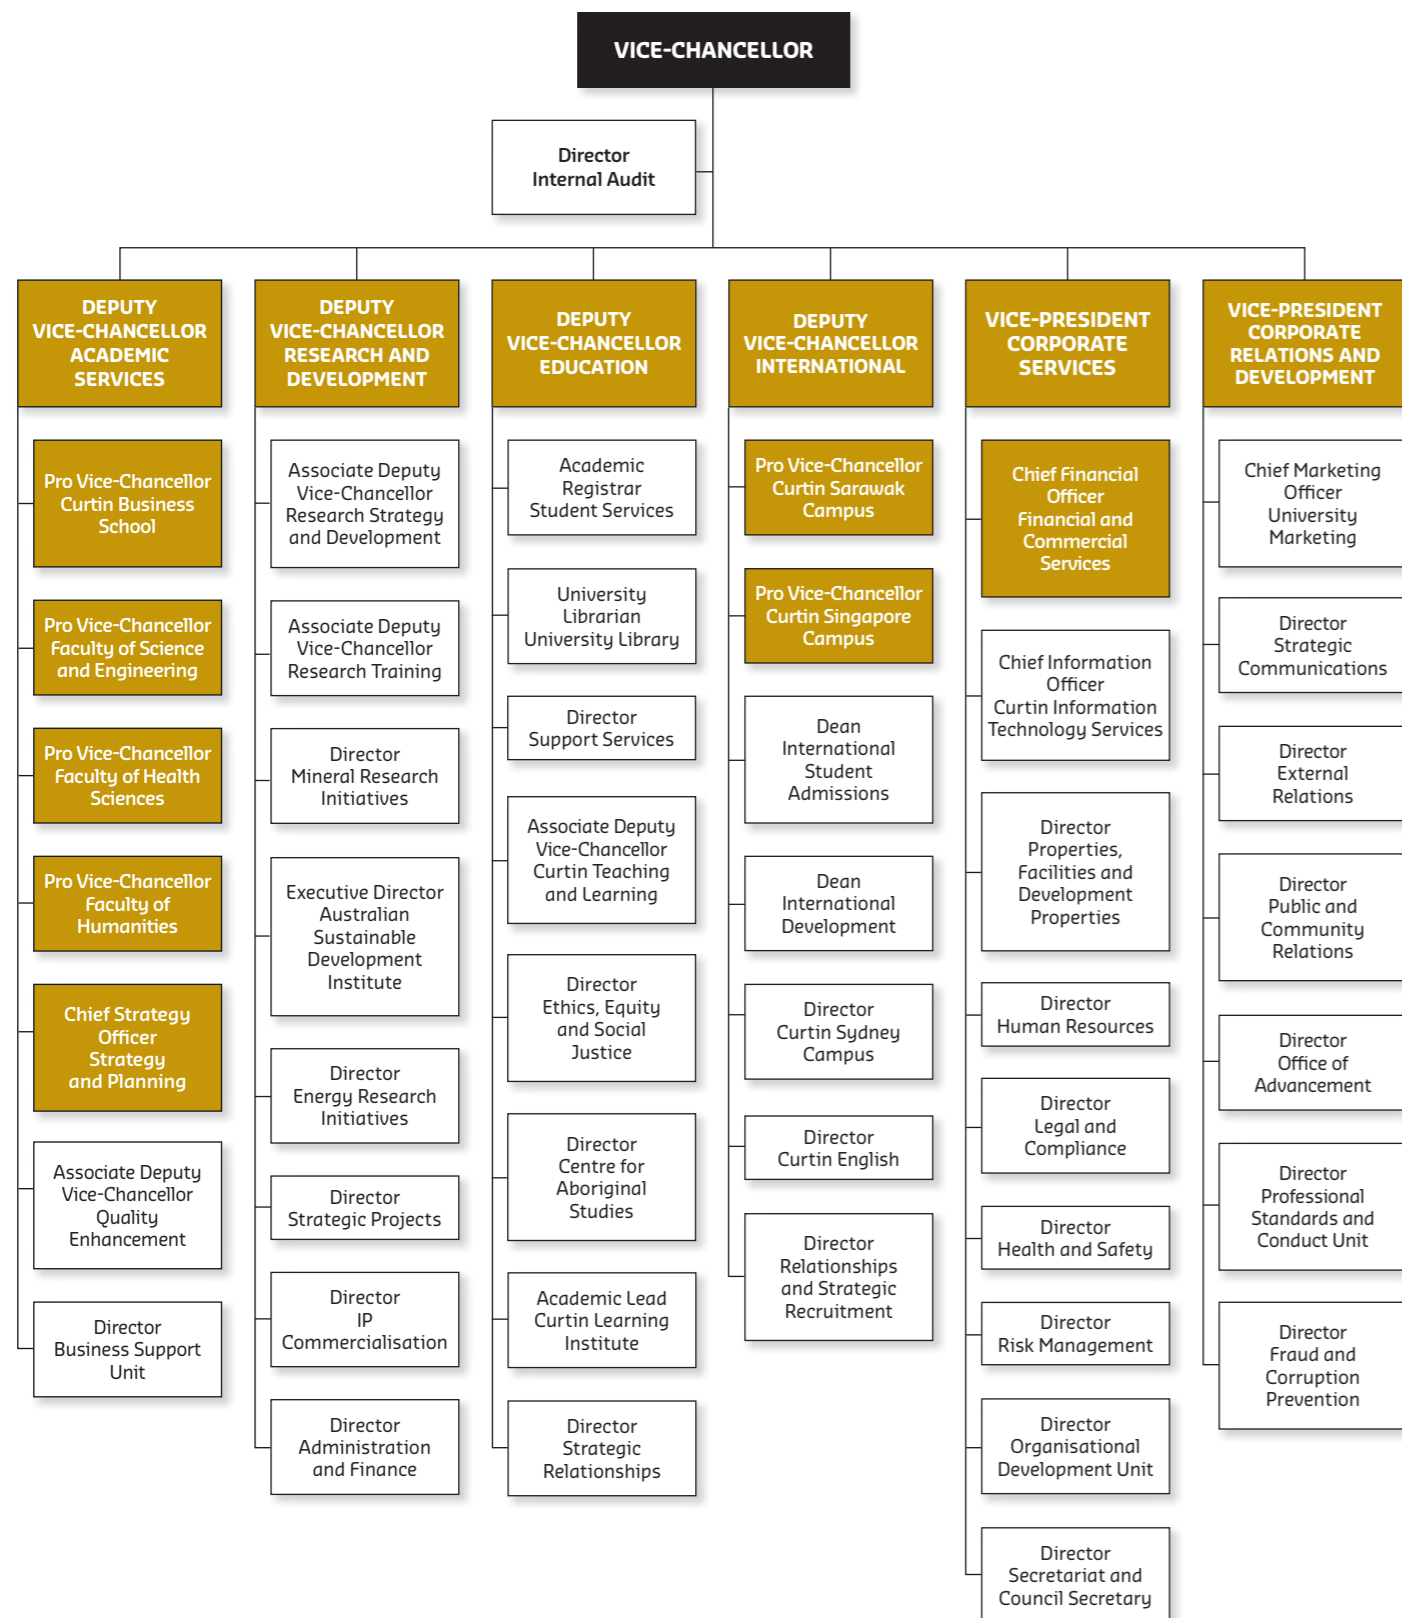 VICE-CHANCELLOR
Director
Internal Audit
DEPUTY
VICE-CHANCELLOR
ACADEMIC
SERVICES
Pro Vice-Chancellor
Curtin Business
School
Pro Vice-Chancellor
Faculty of Science
and Engineering
Pro Vice-Chancellor
Faculty of Health
Sciences
Pro Vice-Chancellor
Faculty of
Humanities
Chief Strategy
Officer
Strategy
and Planning
Associate Deputy
Vice-Chancellor
Quality
Enhancement
Director
Business Support
Unit
DEPUTY
VICE-CHANCELLOR
RESEARCH AND
DEVELOPMENT
Associate Deputy
Vice-Chancellor
Research Strategy
and Development
Associate Deputy
Vice-Chancellor
Research Training
Director
Mineral Research
Initiatives
Executive Director
Australian
Sustainable
Development
Institute
Director
Energy Research
Initiatives
Director
Strategic Projects
Director
IP
Commercialisation
Director
Administration
and Finance
DEPUTY
VICE-CHANCELLOR
EDUCATION
Academic
Registrar
Student Services
University
Librarian
University Library
Director
Support Services
Associate Deputy
Vice-Chancellor
Curtin Teaching
and Learning
Director
Ethics, Equity
and Social
Justice
Director
Centre for
Aboriginal
Studies
Academic Lead
Curtin Learning
Institute
Director
Strategic
Relationships
DEPUTY
VICE-CHANCELLOR
INTERNATIONAL
Pro Vice-Chancellor
Curtin Sarawak
Campus
Pro Vice-Chancellor
Curtin Singapore
Campus
Dean
International
Student
Admissions
Dean
International
Development
Director
Curtin Sydney
Campus
Director
Curtin English
Director
Relationships
and Strategic
Recruitment
VICE-PRESIDENT
CORPORATE
SERVICES
Chief Financial
Officer
Financial and
Commercial
Services
Chief Information
Officer
Curtin Information
Technology Services
Director
Properties,
Facilities and
Development
Properties
Director
Human Resources
Director
Legal and
Compliance
Director
Health and Safety
Director
Risk Management
Director
Organisational
Development Unit
Director
Secretariat and
Council Secretary
VICE-PRESIDENT
CORPORATE
RELATIONS AND
DEVELOPMENT
Chief Marketing
Officer
University
Marketing
Director
Strategic
Communications
Director
External
Relations
Director
Public and
Community
Relations
Director
Office of
Advancement
Director
Professional
Standards and
Conduct Unit
Director
Fraud and
Corruption
Prevention